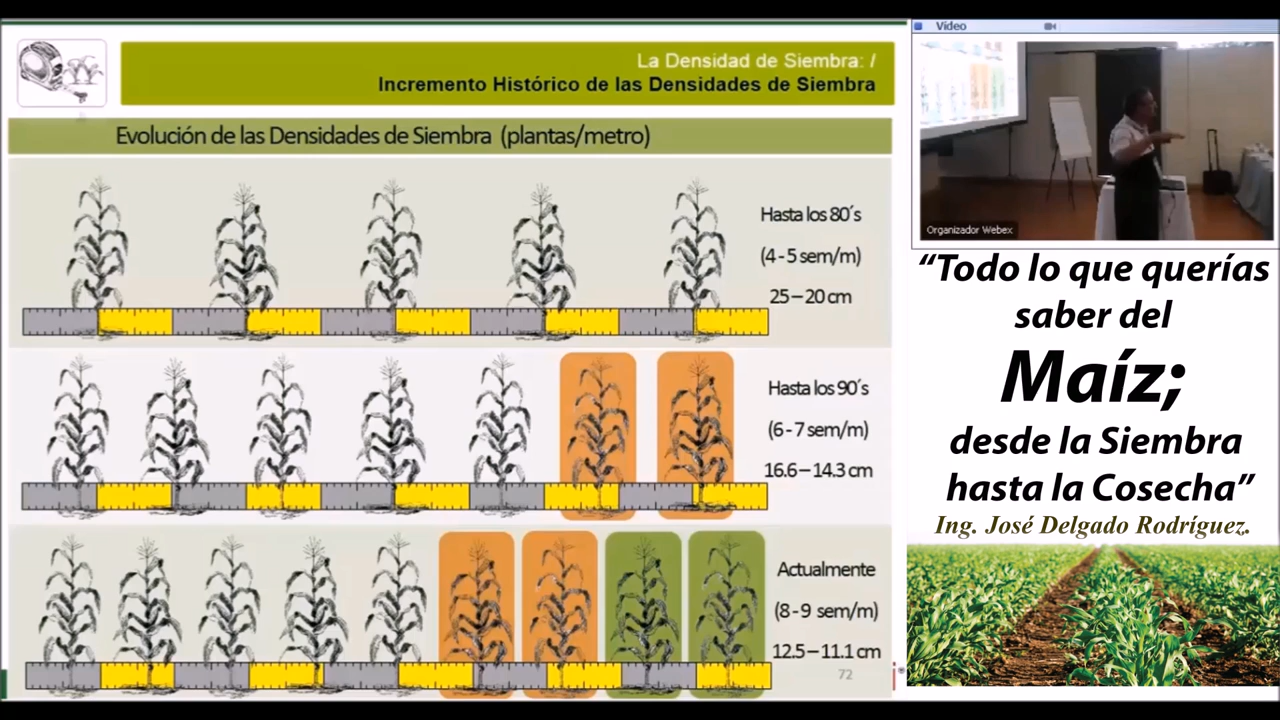 La Densidad de Siembra: /
Incremento Histórico de las Densidades de Siembra
Evolución de las Densidades de Siembra (plantas/metro)
Hasta los 80´s
(4 - 5 sem/m)
25 – 20 cm
Hasta los 90´s
(6 - 7 sem/m)
16.6 – 14.3 cm
Actualmente
(8 - 9 sem/m)
12.5 – 11.1 cm
72
Vídeo
Organizador Webex
“Todo lo que querías
saber del
Maíz;
desde la Siembra
hasta la Cosecha”
Ing. José Delgado Rodríguez.